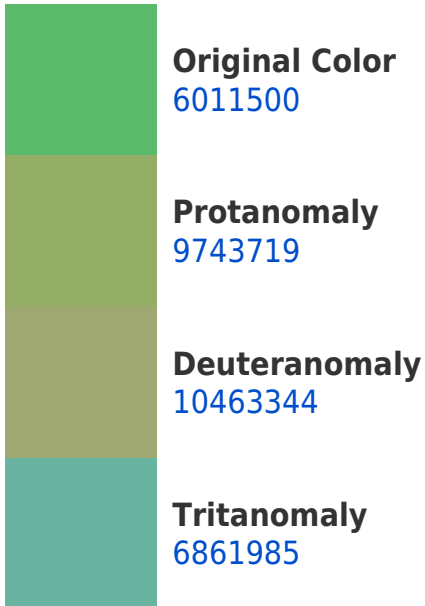 Original Color
6011500
Protanomaly
9743719
Deuteranomaly
10463344
Tritanomaly
6861985